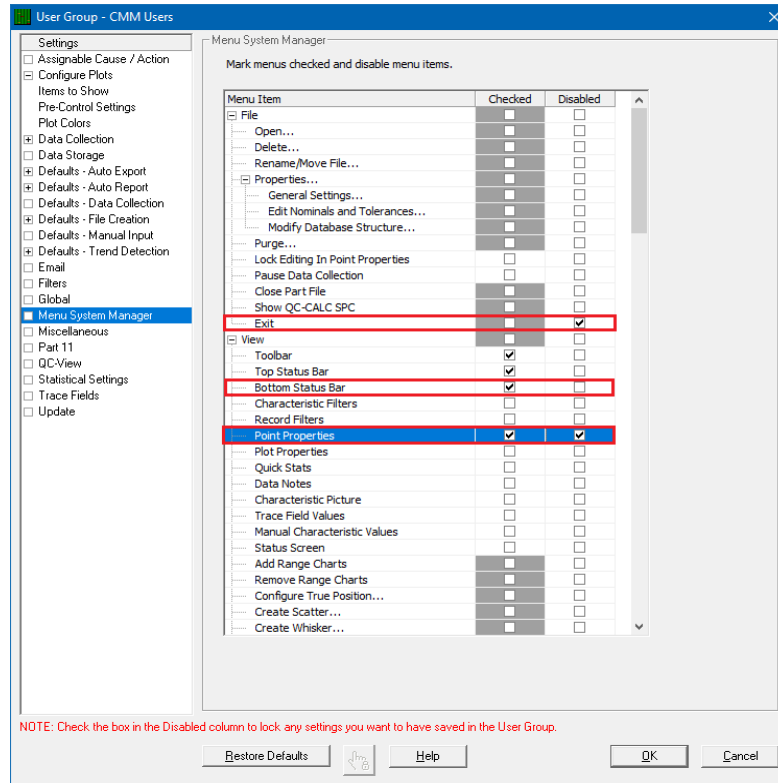 User Group - CMM Users
Settings
Assignable Cause / Action
Configure Plots
Items to Show
Pre-Control Settings
Plot Colors
Data Collection
Data Storage
Defaults - Auto Export
Defaults - Auto Report
Defaults - Data Collection
Defaults - File Creation
Defaults - Manual Input
Defaults - Trend Detection
Email
Filters
Global
Menu System Manager
Miscellaneous
Part 11
QC-View
Statistical Settings
Trace Fields
Update
Menu System Manager
Mark menus checked and disable menu items.
Menu Item Checked Disabled
File
Open...
Delete...
Rename/Move File...
Properties...
General Settings...
Edit Nominals and Tolerances...
Modify Database Structure...
Purge...
Lock Editing In Point Properties
Pause Data Collection
Close Part File
Show QC-CALC SPC
Exit
View
Toolbar
Top Status Bar
Bottom Status Bar
Characteristic Filters
Record Filters
Point Properties
Plot Properties
Quick Stats
Data Notes
Characteristic Picture
Trace Field Values
Manual Characteristic Values
Status Screen
Add Range Charts
Remove Range Charts
Configure True Position...
Create Scatter...
Create Whisker...
NOTE: Check the box in the Disabled column to lock any settings you want to have saved in the User Group.
Restore Defaults Help OK Cancel